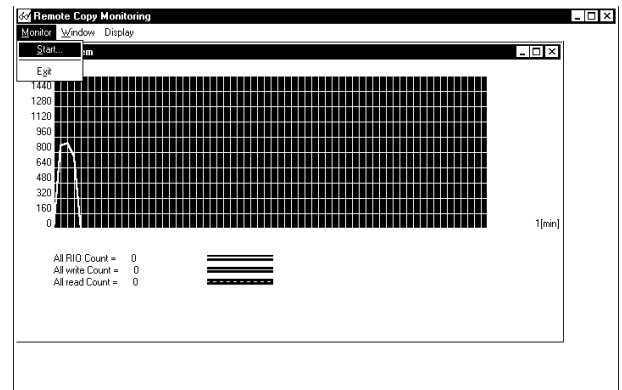 Remote Copy Monitoring
Monitor Window Display
Start...
em
Exit
1440
1280
1120
960
800
640
480
320
160
0
1[min]
All RIO Count = 0
All write Count = 0
All read Count = 0